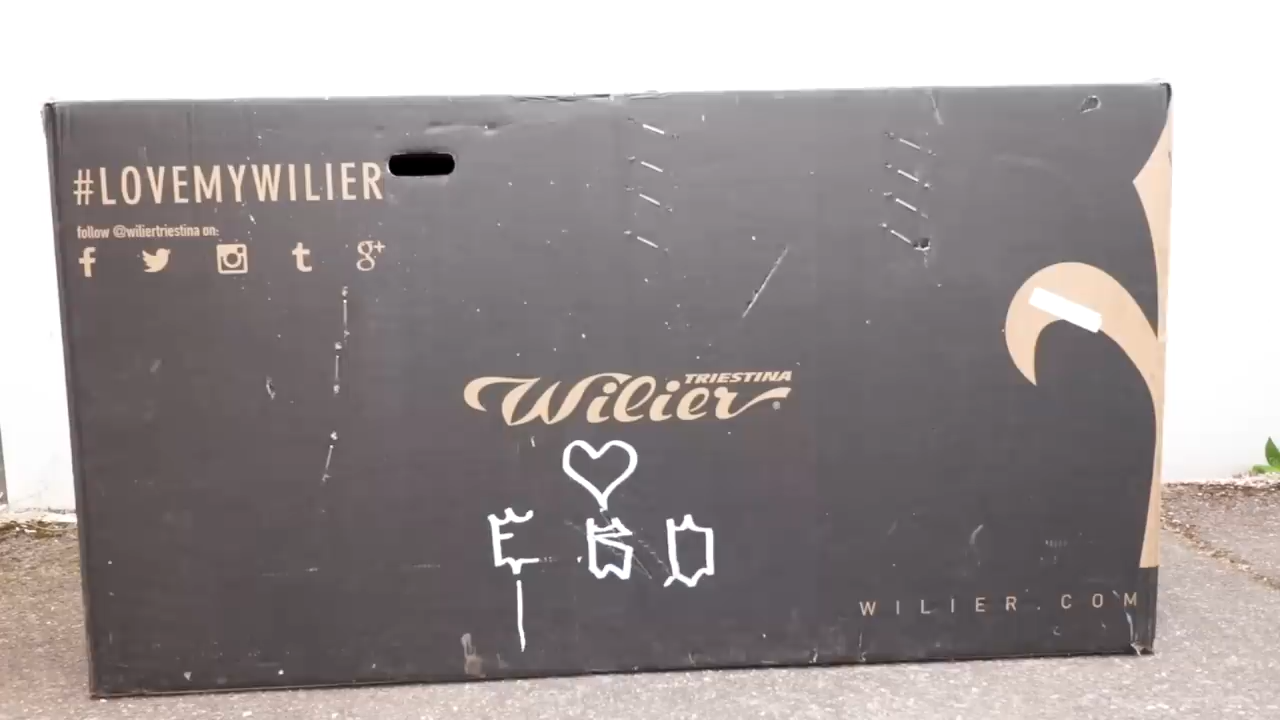 #LOVEMYWILIER
follow @wiliertriestina on:
f t g+
Wilier TRIESTINA ®
WILIER.COM